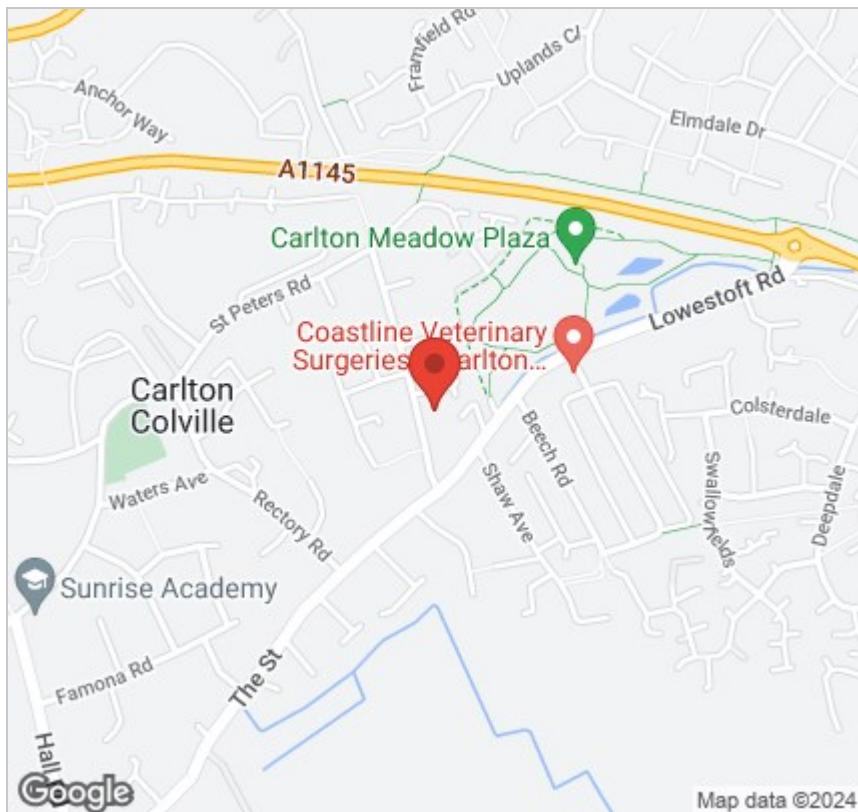 Framfield Rd
Uplands Cl
Anchor Way
Elmdale Dr
A1145
Carlton Meadow Plaza
St Peters Rd
Lowestoft Rd
Coastline Veterinary
Surgeries
arlton...
Carlton
Colville
Colsterdale
Beech Rd
Swallowfields
Deepdale
Waters Ave
Rectory Rd
Shaw Ave
Sunrise Academy
Famona Rd
The St
Hall
Google
Map data ©2024